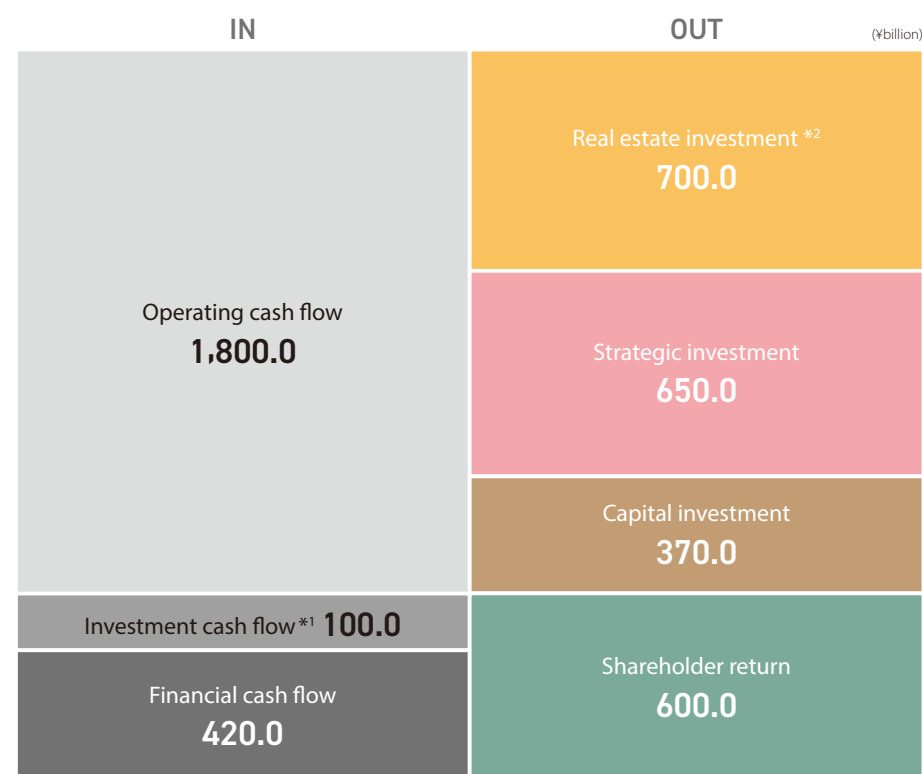 IN
OUT
(¥billion)
Operating cash flow
1,800.0
Investment cash flow*1 100.0
Financial cash flow
420.0
Real estate investment *2
700.0
Strategic investment
650.0
Capital investment
370.0
Shareholder return
600.0